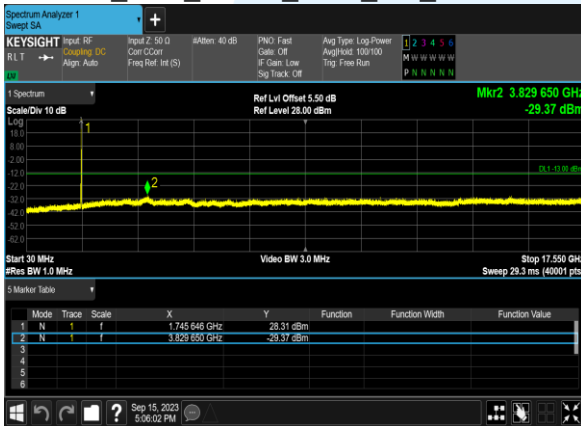 Spectrum Analyzer 1
Swept SA
+
KEYSIGHT Input: RF Input Z: 50 Ω #Atten: 40 dB PNO: Fast Avg Type: Log-Power 1 2 3 4 5 6
RLT Coupling: DC Corr CCorr Gate: Off Avg|Hold: 100/100 M W W W W W
Align: Auto Freq Ref: Int (S) IF Gain: Low Trig: Free Run
Sig Track: Off P N N N N N
1 Spectrum Ref Lvl Offset 5.50 dB Mkr2 3.829 650 GHz
Scale/Div 10 dB Ref Level 28.00 dBm -29.37 dBm
Log
18.0
8.00
-2.00
-12.0
-22.0
-32.0
-42.0
-52.0
-62.0
1
2
DL1 -13.00 dBm
Start 30 MHz Video BW 3.0 MHz Stop 17.550 GHz
#Res BW 1.0 MHz Sweep 29.3 ms (40001 pts)
5 Marker Table
Mode Trace Scale X Y Function Function Width Function Value
1 N 1 f 1.745 646 GHz 28.31 dBm
2 N 1 f 3.829 650 GHz -29.37 dBm
3
4
5
6
? Sep 15, 2023
5:06:02 PM